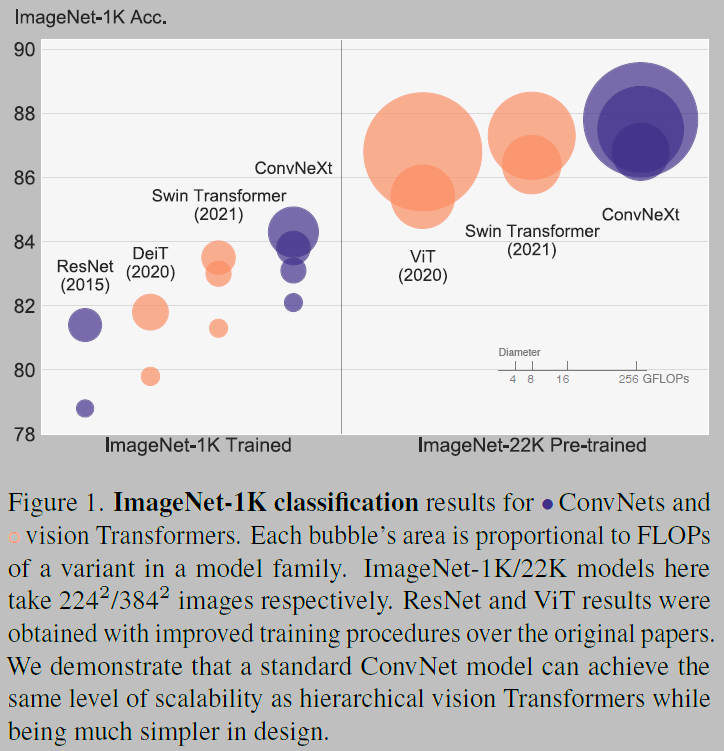 ImageNet-1K Acc.
90
88
86
84
82
80
78
ConvNeXt
Swin Transformer
(2021)
DeiT
(2020)
ResNet
(2015)
ConvNeXt
Swin Transformer
(2021)
ViT
(2020)
Diameter
4 8 16 256 GFLOPs
ImageNet-1K Trained
ImageNet-22K Pre-trained
Figure 1. ImageNet-1K classification results for • ConvNets and
○ vision Transformers. Each bubble's area is proportional to FLOPs
of a variant in a model family. ImageNet-1K/22K models here
take 224²/384² images respectively. ResNet and ViT results were
obtained with improved training procedures over the original papers.
We demonstrate that a standard ConvNet model can achieve the
same level of scalability as hierarchical vision Transformers while
being much simpler in design.